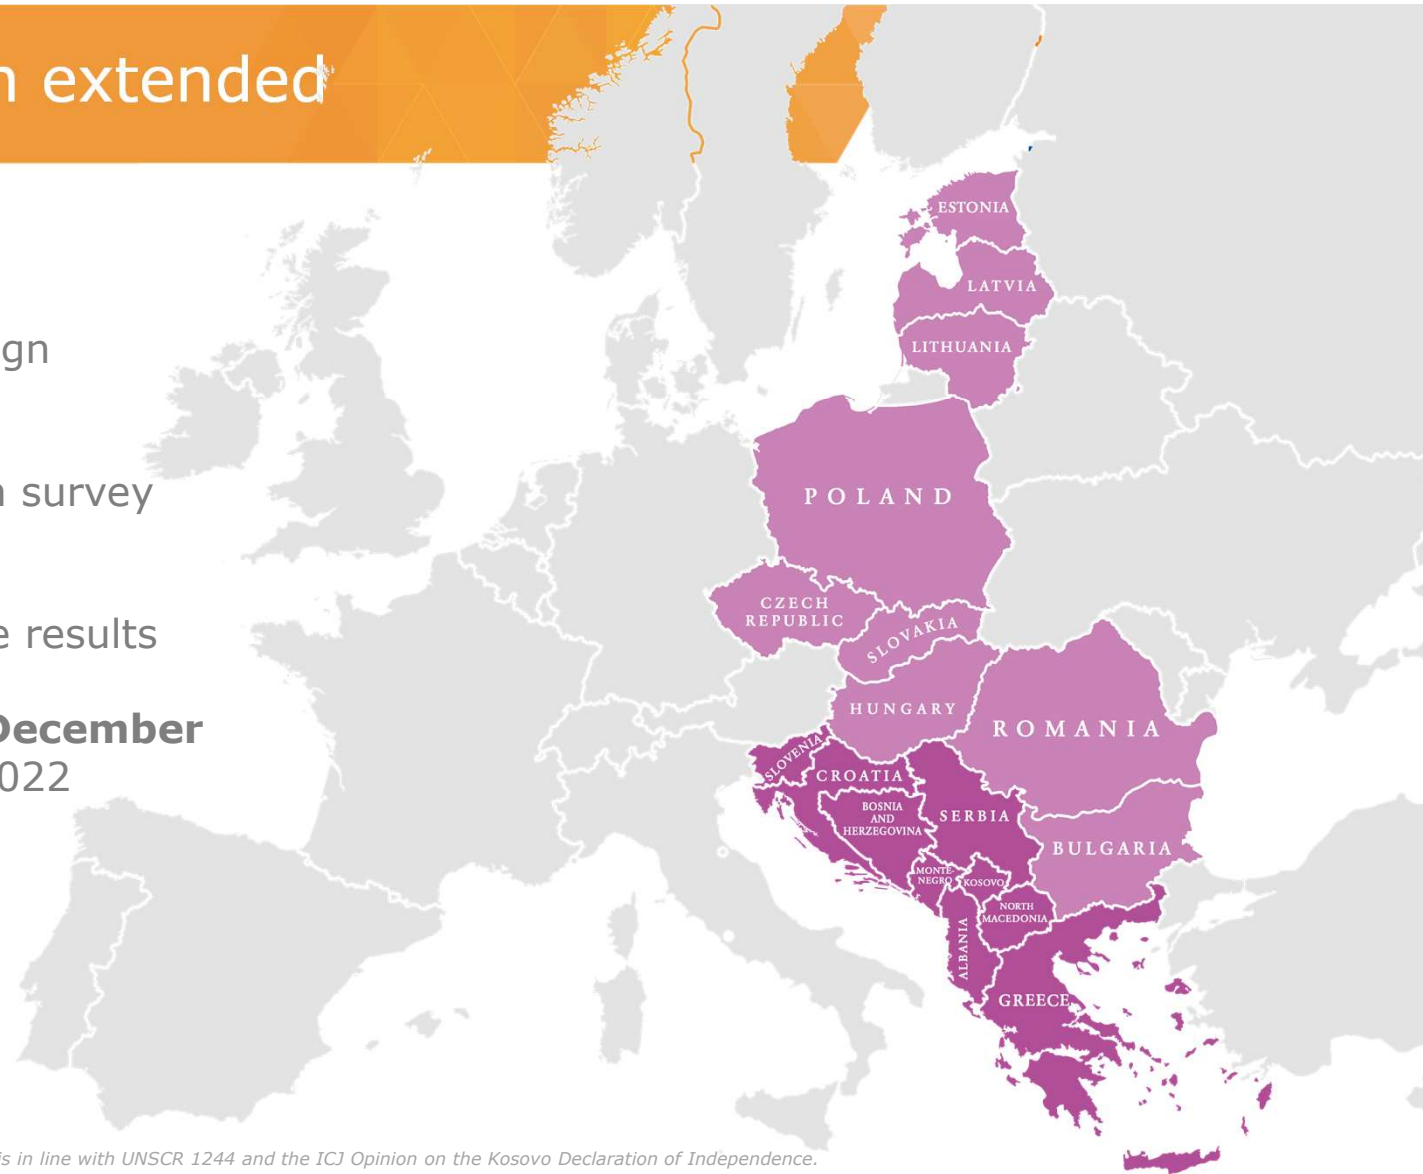 n extended
gn
n survey
e results
December
022
ESTONIA
LATVIA
LITHUANIA
POLAND
CZECH
REPUBLIC
SLOVAKIA
HUNGARY
ROMANIA
SLOVENIA
CROATIA
BOSNIA
AND
HERZEGOVINA
SERBIA
BULGARIA
MONTE-
NEGRO
KOSOVO
NORTH
MACEDONIA
ALBANIA
GREECE
is in line with UNSCR 1244 and the ICJ Opinion on the Kosovo Declaration of Independence.